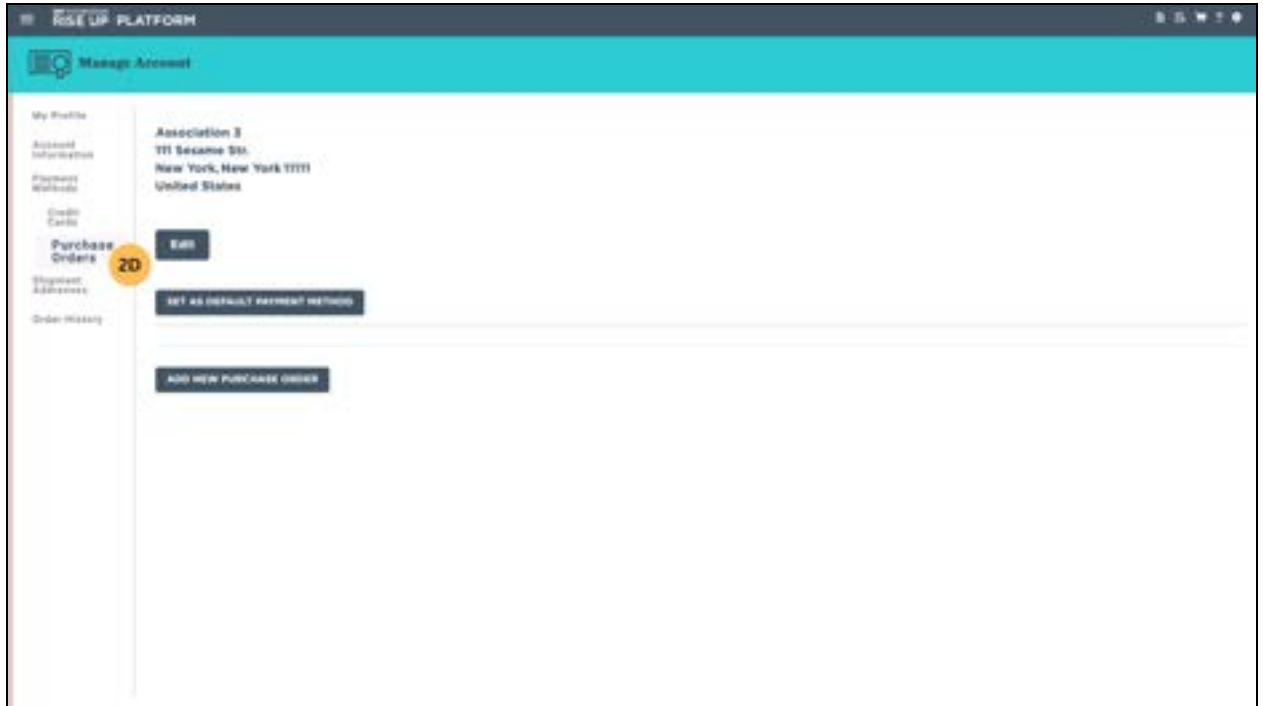 RISE UP PLATFORM
Manage Account
My Profile
Account
Information
Payment
Methods
Credit
Cards
Purchase
Orders
2D
Shipment
Addresses
Order History
Association 3
111 Sesame Str.
New York, New York 11111
United States
Edit
SET AS DEFAULT PAYMENT METHOD
ADD NEW PURCHASE ORDER